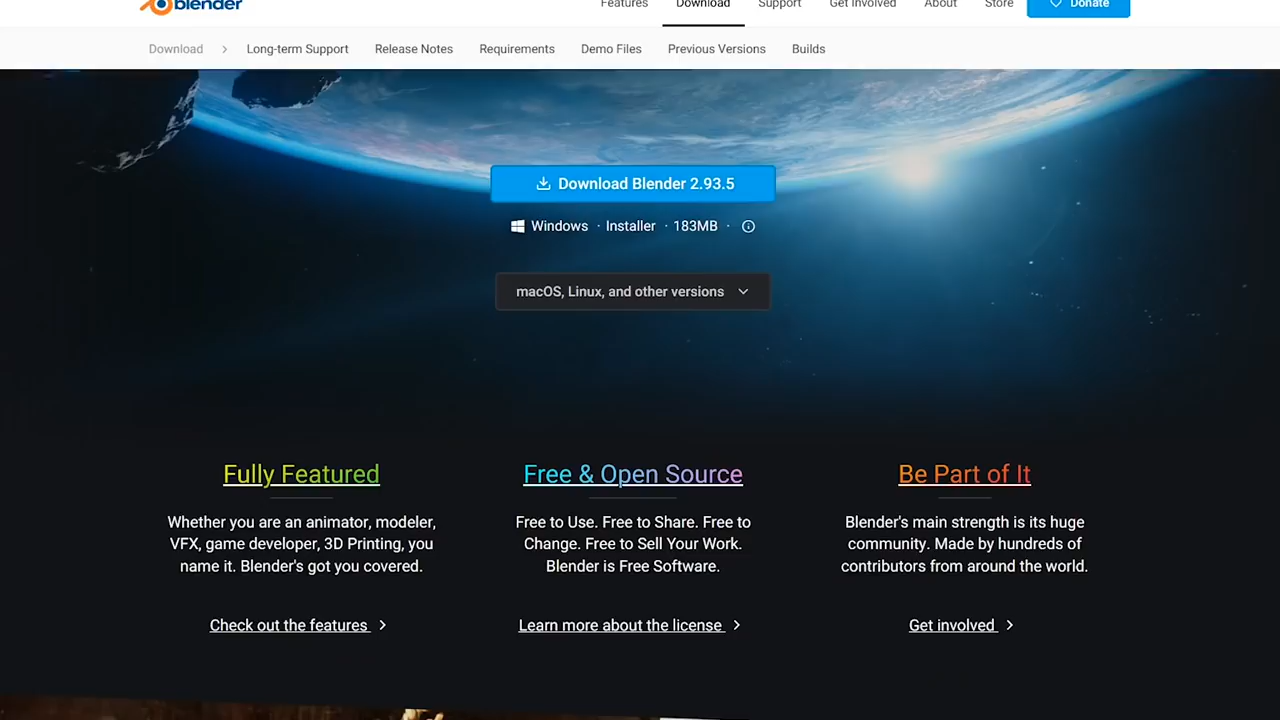 blender
Features Download Support Get Involved About Store Donate
Download > Long-term Support Release Notes Requirements Demo Files Previous Versions Builds
Download Blender 2.93.5
Windows · Installer · 183MB ·
macOS, Linux, and other versions
Fully Featured
Whether you are an animator, modeler,
VFX, game developer, 3D Printing, you
name it. Blender's got you covered.
Check out the features >
Free & Open Source
Free to Use. Free to Share. Free to
Change. Free to Sell Your Work.
Blender is Free Software.
Learn more about the license >
Be Part of It
Blender's main strength is its huge
community. Made by hundreds of
contributors from around the world.
Get involved >